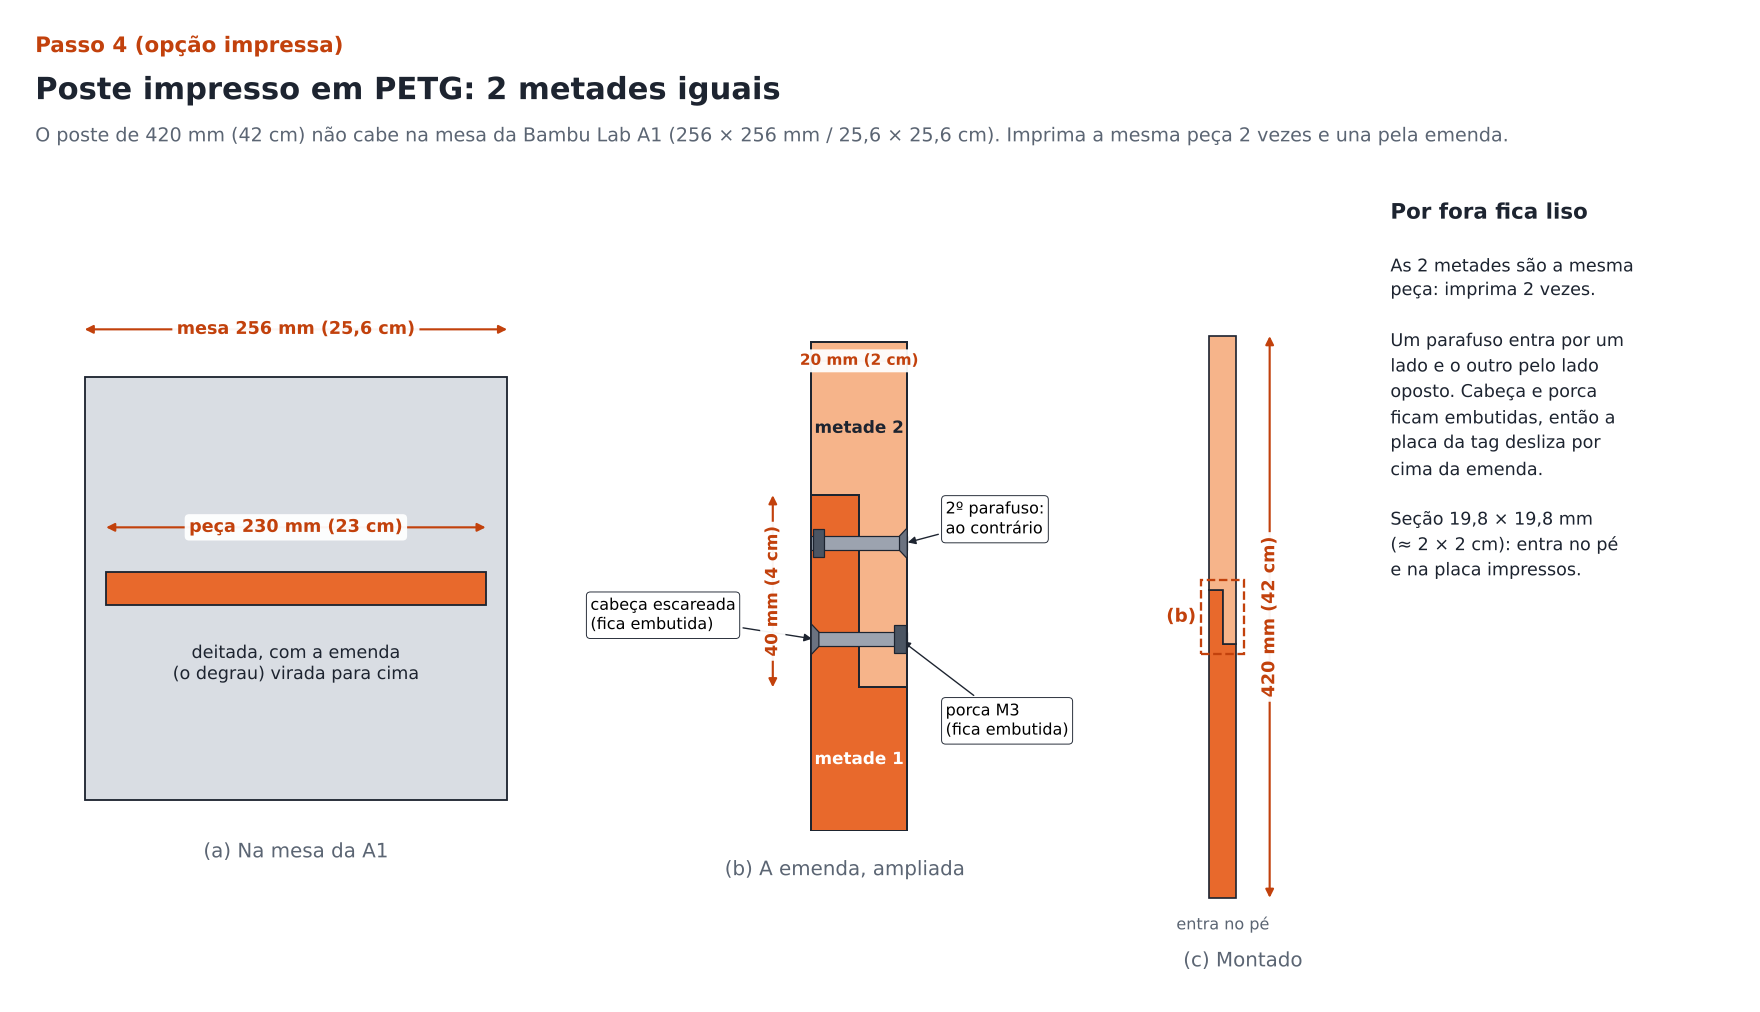 Passo 4 (opção impressa)
Poste impresso em PETG: 2 metades iguais
O poste de 420 mm (42 cm) não cabe na mesa da Bambu Lab A1 (256 × 256 mm / 25,6 × 25,6 cm). Imprima a mesma peça 2 vezes e una pela emenda.
mesa 256 mm (25,6 cm)
peça 230 mm (23 cm)
deitada, com a emenda
(o degrau) virada para cima
(a) Na mesa da A1
20 mm (2 cm)
metade 2
40 mm (4 cm)
2º parafuso:
ao contrário
cabeça escareada
(fica embutida)
porca M3
(fica embutida)
metade 1
(b) A emenda, ampliada
(b)
420 mm (42 cm)
entra no pé
(c) Montado
Por fora fica liso
As 2 metades são a mesma
peça: imprima 2 vezes.
Um parafuso entra por um
lado e o outro pelo lado
oposto. Cabeça e porca
ficam embutidas, então a
placa da tag desliza por
cima da emenda.
Seção 19,8 × 19,8 mm
(≈ 2 × 2 cm): entra no pé
e na placa impressos.